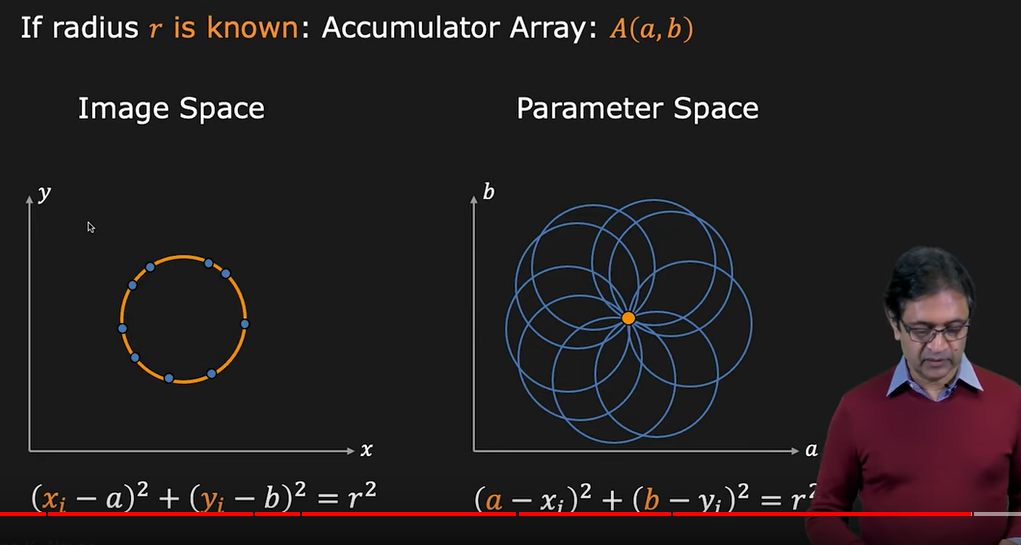 If radius r is known: Accumulator Array: A(a,b)
Image Space
Parameter Space
y
b
x
a
(xᵢ − a)² + (yᵢ − b)² = r²
(a − xᵢ)² + (b − yᵢ)² = r²